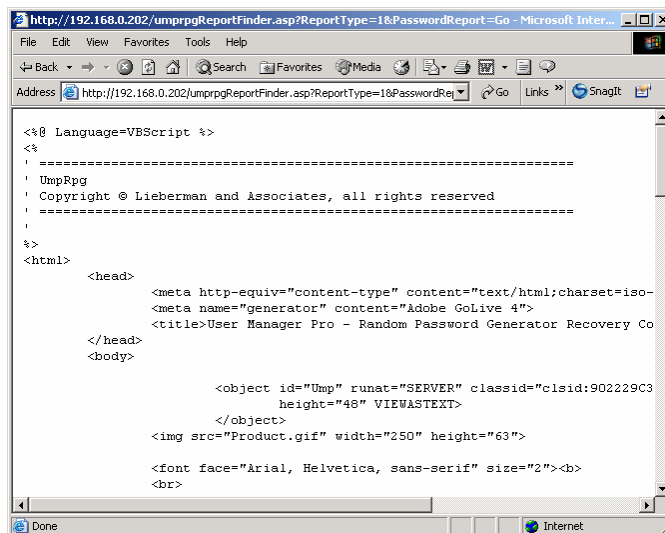 http://192.168.0.202/umprpgReportFinder.asp?ReportType=1&PasswordReport=Go - Microsoft Inter...
File Edit View Favorites Tools Help
Back Search Favorites Media
Address http://192.168.0.202/umprpgReportFinder.asp?ReportType=1&PasswordRe Go Links » SnagIt
<%@ Language=VBScript %>
<%
' ===================================================================
' UmpRpg
' Copyright © Lieberman and Associates, all rights reserved
' ===================================================================
'
%>
<html>
<head>
<meta http-equiv="content-type" content="text/html;charset=iso-
<meta name="generator" content="Adobe GoLive 4">
<title>User Manager Pro - Random Password Generator Recovery Co
</head>
<body>
<object id="Ump" runat="SERVER" classid="clsid:902229C3
height="48" VIEWASTEXT>
</object>
<img src="Product.gif" width="250" height="63">
<font face="Arial, Helvetica, sans-serif" size="2"><b>
<br>
Done Internet